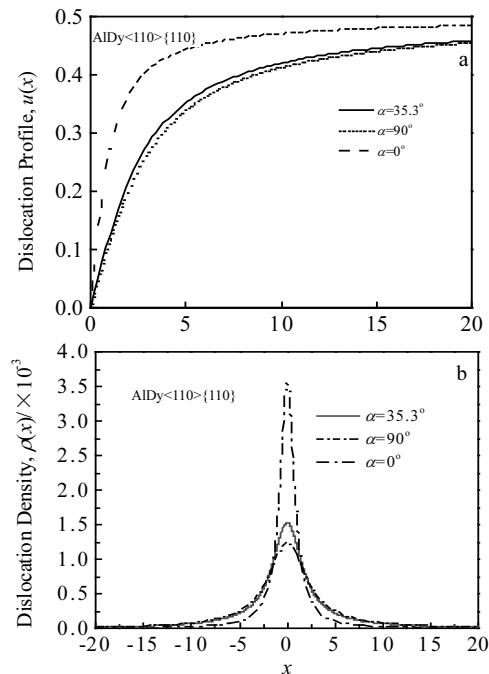 0.5
AlDy<110>{110}
a
0.4
Dislocation Profile, u(x)
0.3
α=35.3°
α=90°
α=0°
0.2
0.1
0.0
0 5 10 15 20
4.0
b
3.5
AlDy<110>{110}
3.0
α=35.3°
α=90°
α=0°
2.5
Dislocation Density, ρ(x)/×10⁻³
2.0
1.5
1.0
0.5
0.0
-20 -15 -10 -5 0 5 10 15 20
x